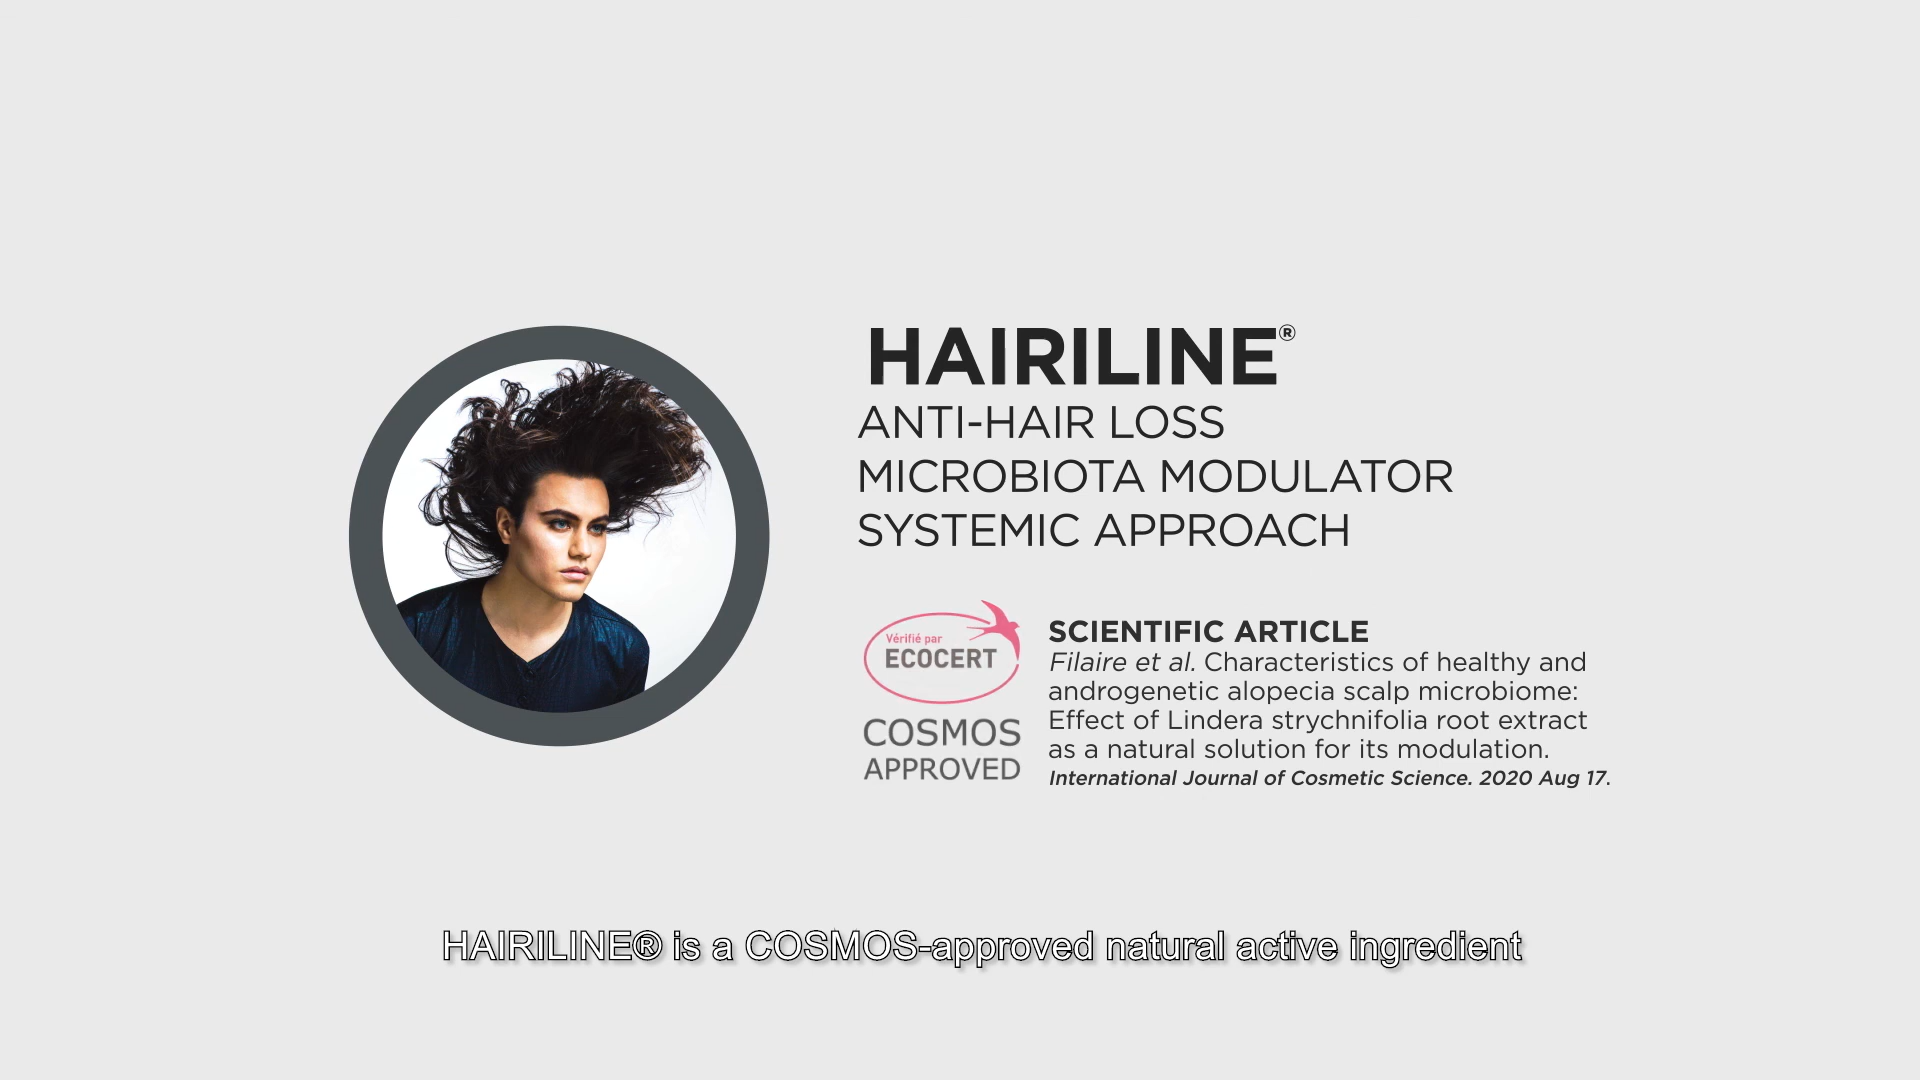 HAIRILINE®
ANTI-HAIR LOSS
MICROBIOTA MODULATOR
SYSTEMIC APPROACH
Vérifié par
ECOCERT
COSMOS
APPROVED
SCIENTIFIC ARTICLE
Filaire et al. Characteristics of healthy and
androgenetic alopecia scalp microbiome:
Effect of Lindera strychnifolia root extract
as a natural solution for its modulation.
International Journal of Cosmetic Science. 2020 Aug 17.
HAIRILINE® is a COSMOS-approved natural active ingredient